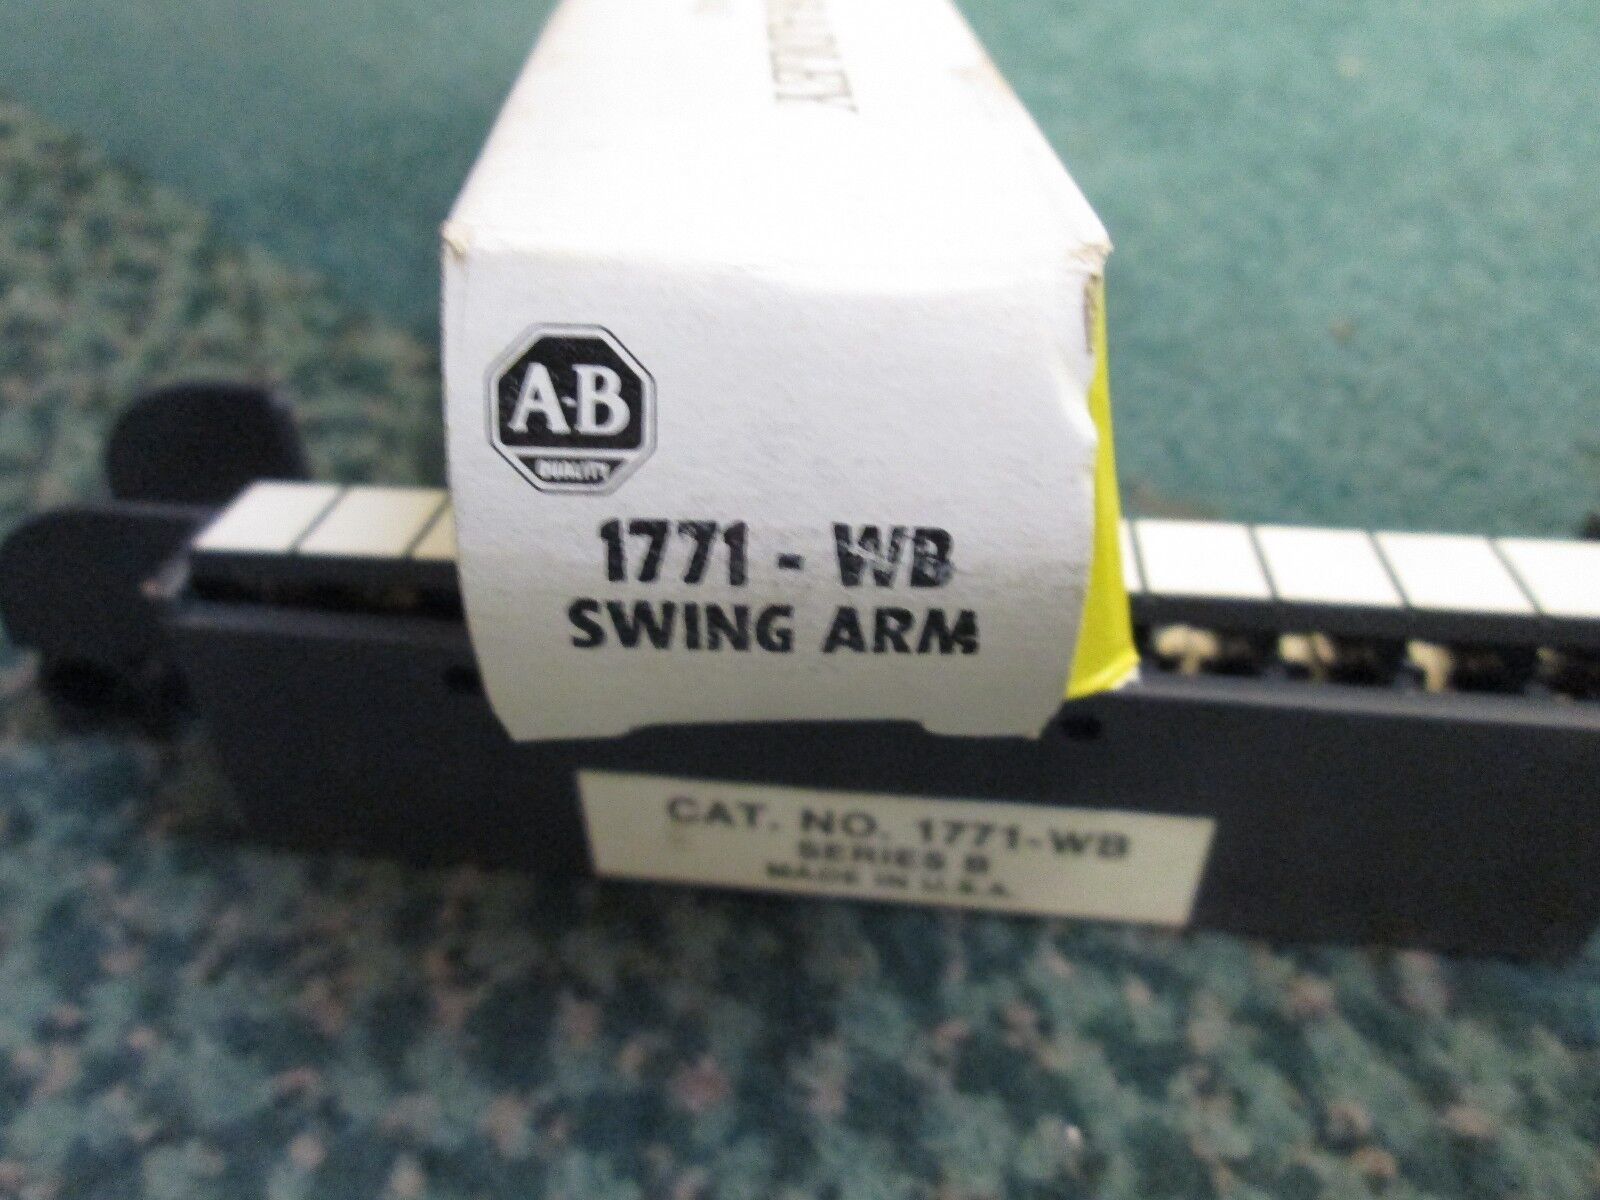 A-B
QUALITY
1771 - WB
SWING ARM
CAT. NO. 1771-WB
SERIES B
MADE IN U.S.A.